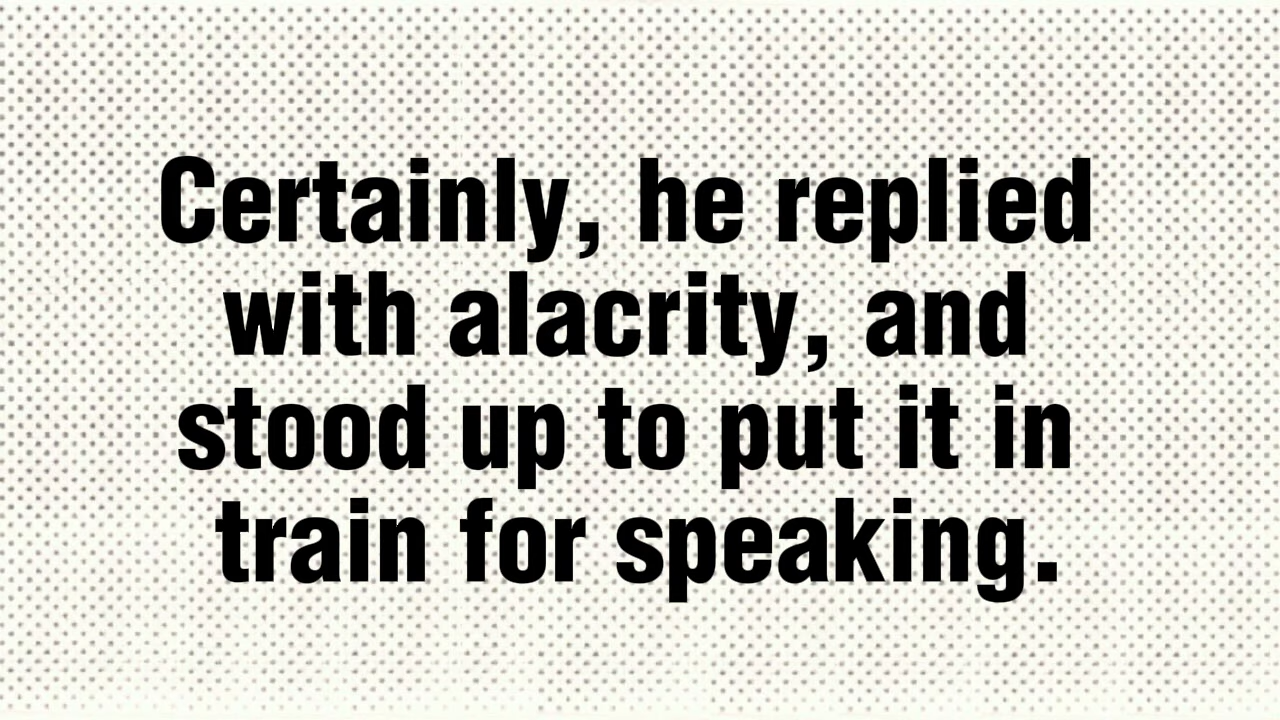 Certainly, he replied
with alacrity, and
stood up to put it in
train for speaking.